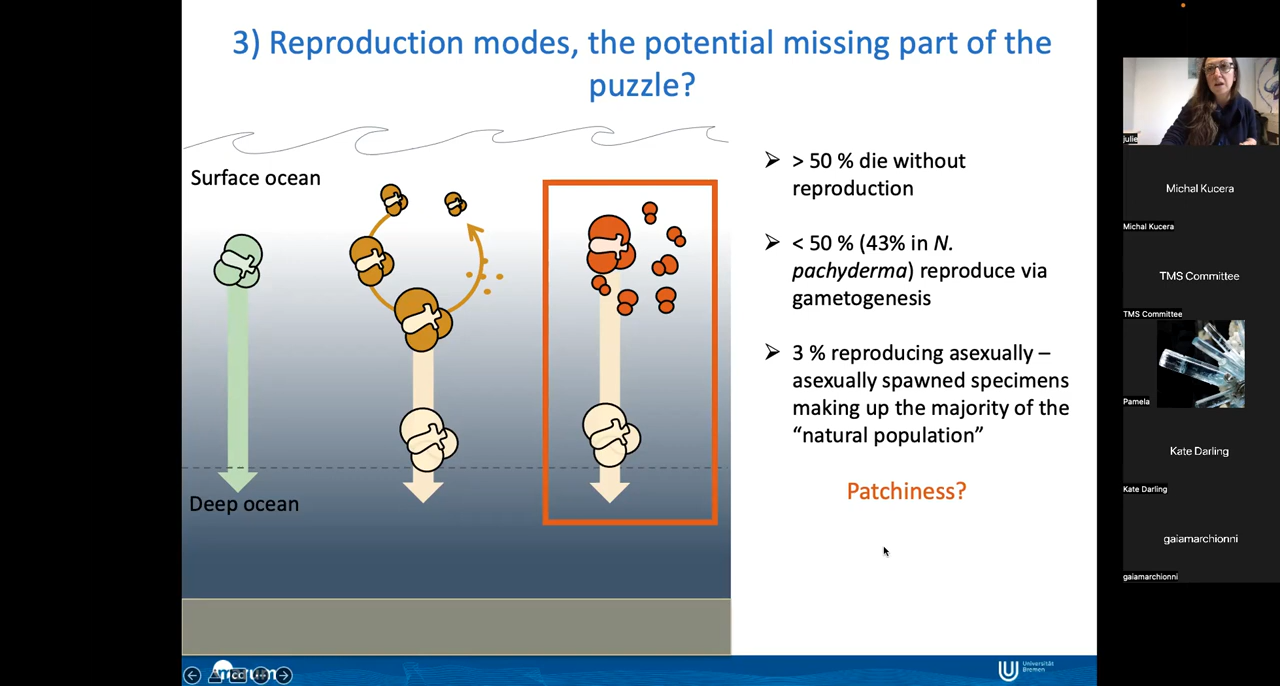 3) Reproduction modes, the potential missing part of the
puzzle?
Surface ocean
Deep ocean
➢ > 50 % die without
reproduction
➢ < 50 % (43% in N.
pachyderma) reproduce via
gametogenesis
➢ 3 % reproducing asexually –
asexually spawned specimens
making up the majority of the
“natural population”
Patchiness?
Universität
Bremen
julie
Michal Kucera
Michal Kucera
TMS Committee
TMS Committee
Pamela
Kate Darling
Kate Darling
gaiamarchionni
gaiamarchionni